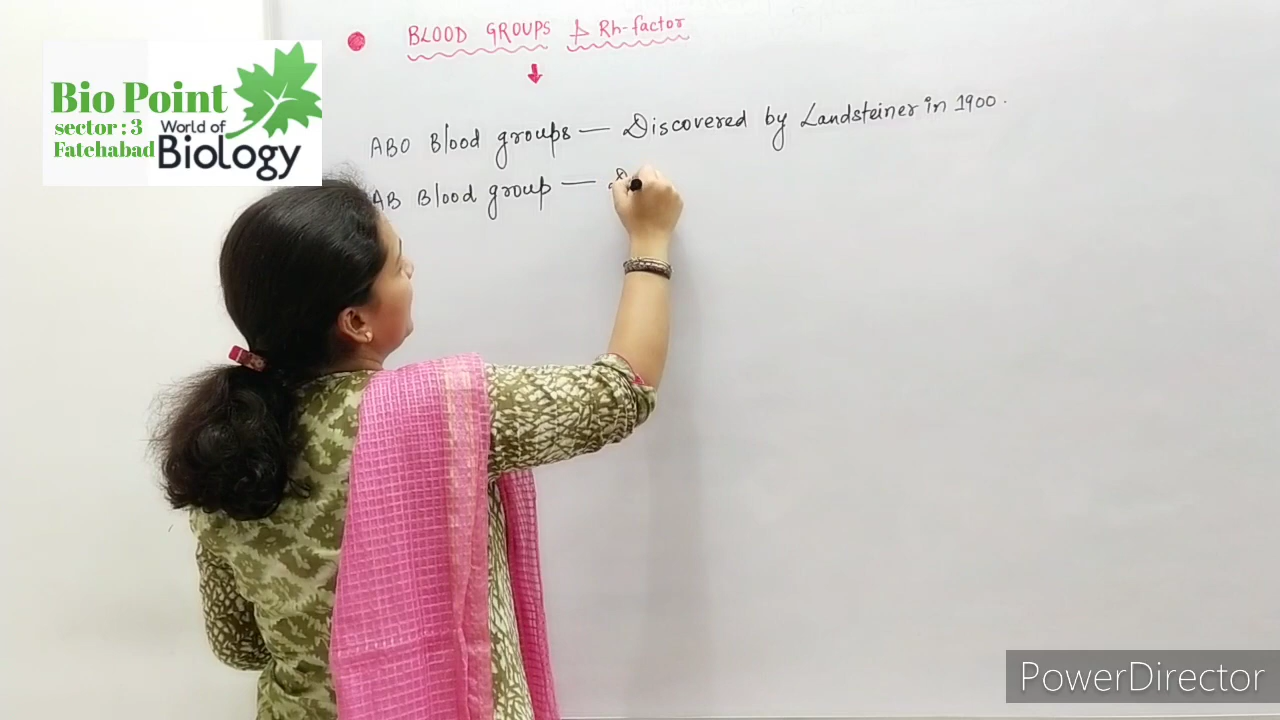 BLOOD GROUPS & Rh-factor
Bio Point
sector : 3
Fatehabad
World of
Biology
ABO Blood groups — Discovered by Landsteiner in 1900.
AB Blood group — D
PowerDirector